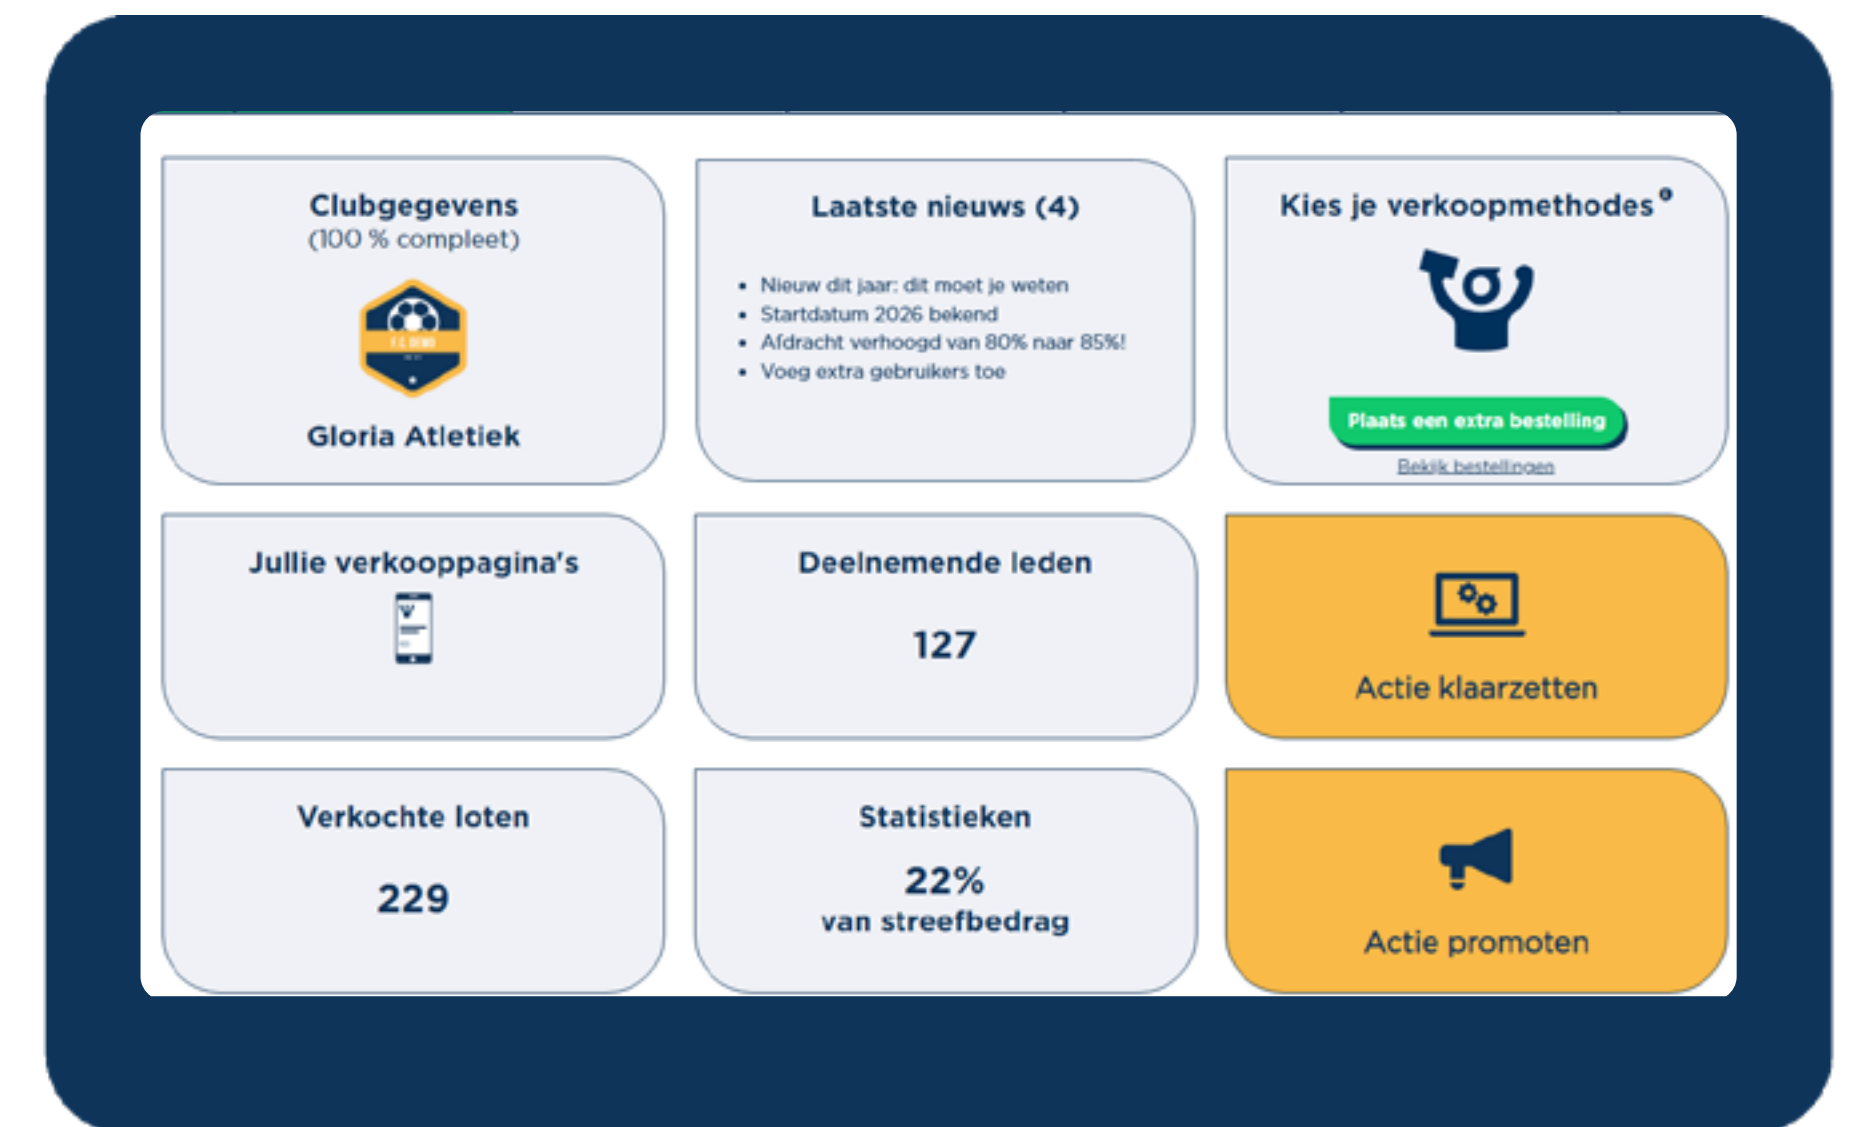 Clubgegevens
(100 % compleet)
F.C. DEMO
Gloria Atletiek
Laatste nieuws (4)
• Nieuw dit jaar: dit moet je weten
• Startdatum 2026 bekend
• Afdracht verhoogd van 80% naar 85%!
• Voeg extra gebruikers toe
Kies je verkoopmethodes
Plaats een extra bestelling
Bekijk bestellingen
Jullie verkooppagina's
Deelnemende leden
127
Actie klaarzetten
Verkochte loten
229
Statistieken
22%
van streefbedrag
Actie promoten